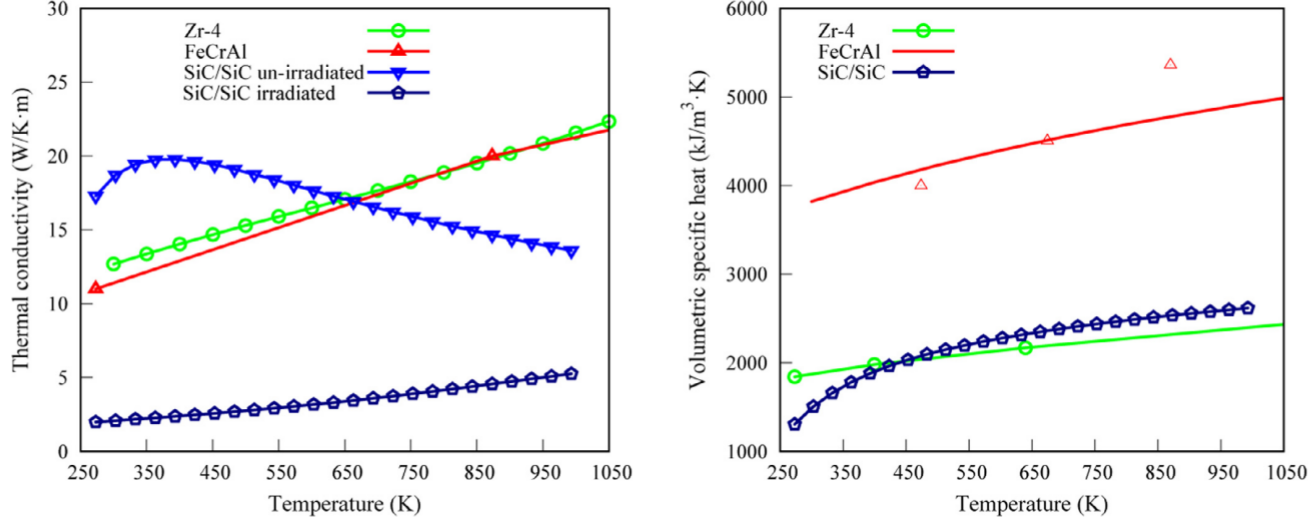 30
25
20
15
10
5
0
Thermal conductivity (W/K·m)
Zr-4
FeCrAl
SiC/SiC un-irradiated
SiC/SiC irradiated
250 350 450 550 650 750 850 950 1050
Temperature (K)
6000
5000
4000
3000
2000
1000
Volumetric specific heat (kJ/m³·K)
Zr-4
FeCrAl
SiC/SiC
250 350 450 550 650 750 850 950 1050
Temperature (K)